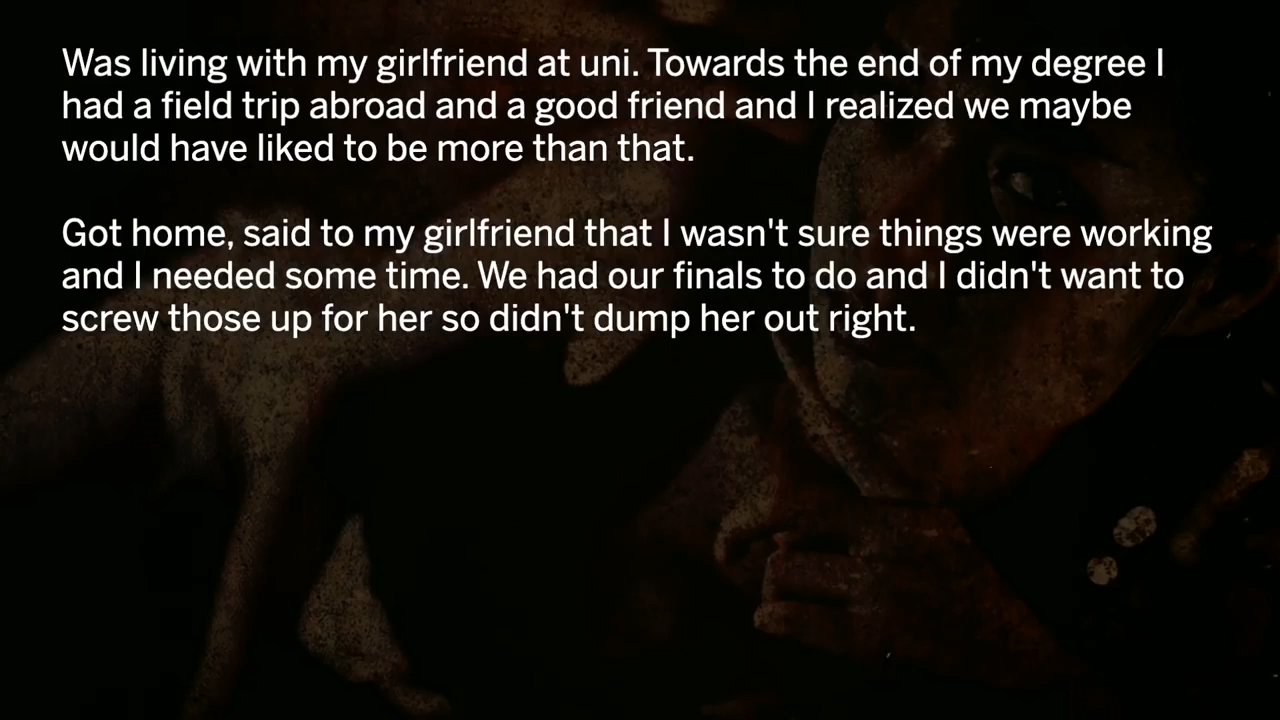 Was living with my girlfriend at uni. Towards the end of my degree I
had a field trip abroad and a good friend and I realized we maybe
would have liked to be more than that.
Got home, said to my girlfriend that I wasn't sure things were working
and I needed some time. We had our finals to do and I didn't want to
screw those up for her so didn't dump her out right.